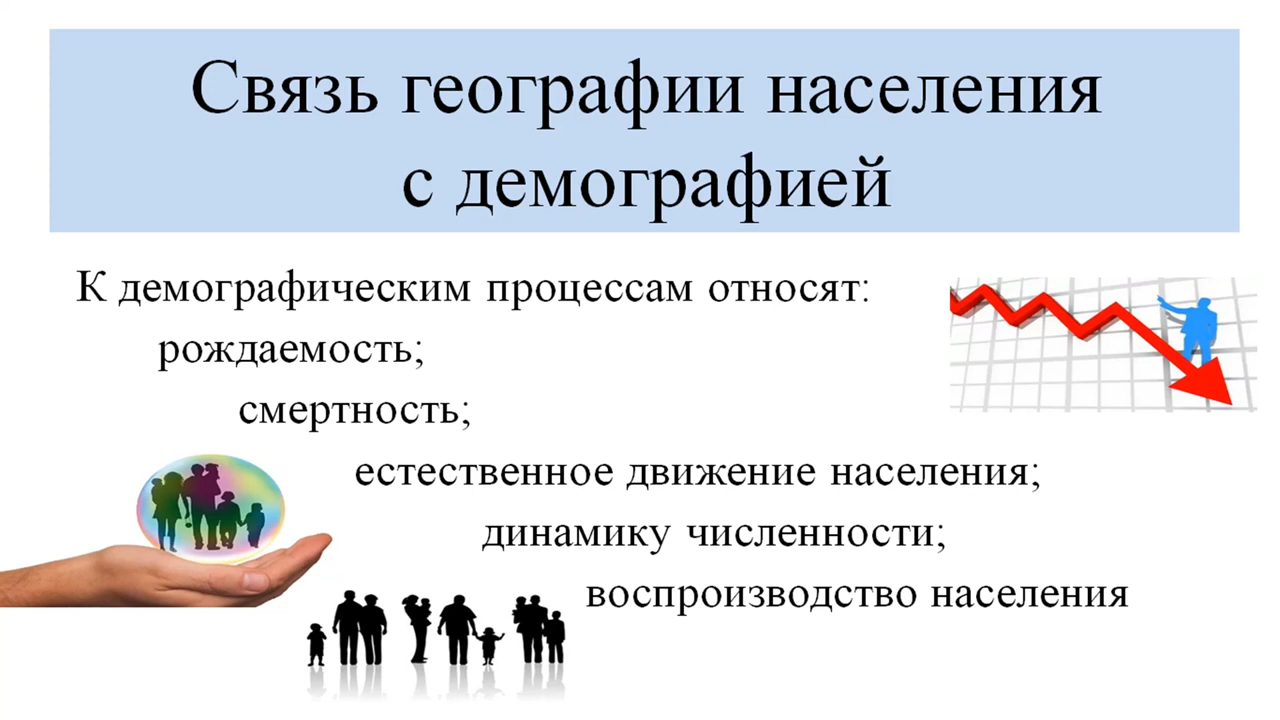 Связь географии населения
с демографией
К демографическим процессам относят:
рождаемость;
смертность;
естественное движение населения;
динамику численности;
воспроизводство населения